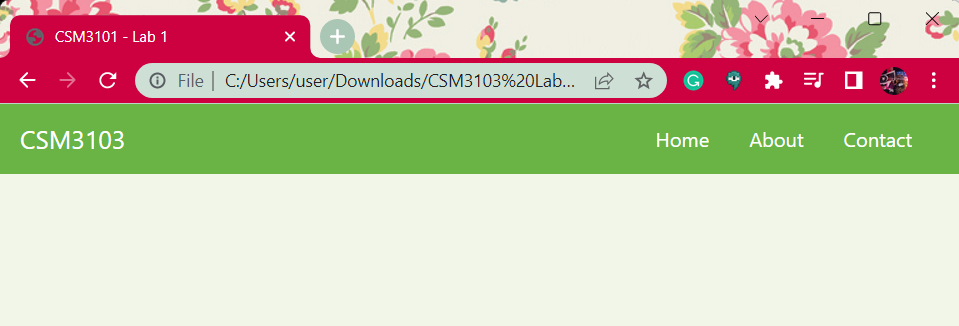 CSM3101 - Lab 1
File | C:/Users/user/Downloads/CSM3103%20Lab...
CSM3103 Home About Contact